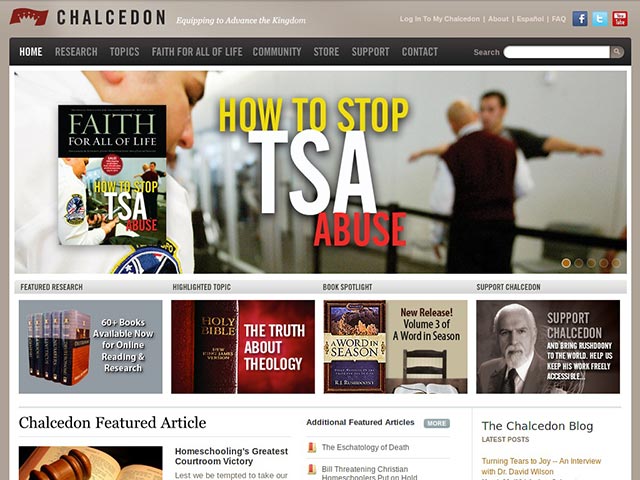 CHALCEDON Equipping to Advance the Kingdom
Log In To My Chalcedon | About | Español | FAQ
HOME RESEARCH TOPICS FAITH FOR ALL OF LIFE COMMUNITY STORE SUPPORT CONTACT Search
FAITH
FOR ALL OF LIFE
HOW TO STOP
TSA
ABUSE
HOW TO STOP
TSA
ABUSE
FEATURED RESEARCH
60+ Books
Available Now
for Online
Reading &
Research
HIGHLIGHTED TOPIC
HOLY
BIBLE
NEW
KING JAMES
VERSION
THE TRUTH
ABOUT
THEOLOGY
BOOK SPOTLIGHT
A WORD IN
SEASON
R.J. RUSHDOONY
New Release!
Volume 3 of
A Word in Season
SUPPORT CHALCEDON
SUPPORT
CHALCEDON
AND BRING RUSHDOONY
TO THE WORLD. HELP US
KEEP HIS WORK FREELY
ACCESSIBLE...
Chalcedon Featured Article
Homeschooling's Greatest
Courtroom Victory
Lest we be tempted to take our
Additional Featured Articles MORE
The Eschatology of Death
Bill Threatening Christian
Homeschoolers Put on Hold
The Chalcedon Blog
LATEST POSTS
Turning Tears to Joy -- An Interview
with Dr. David Wilson